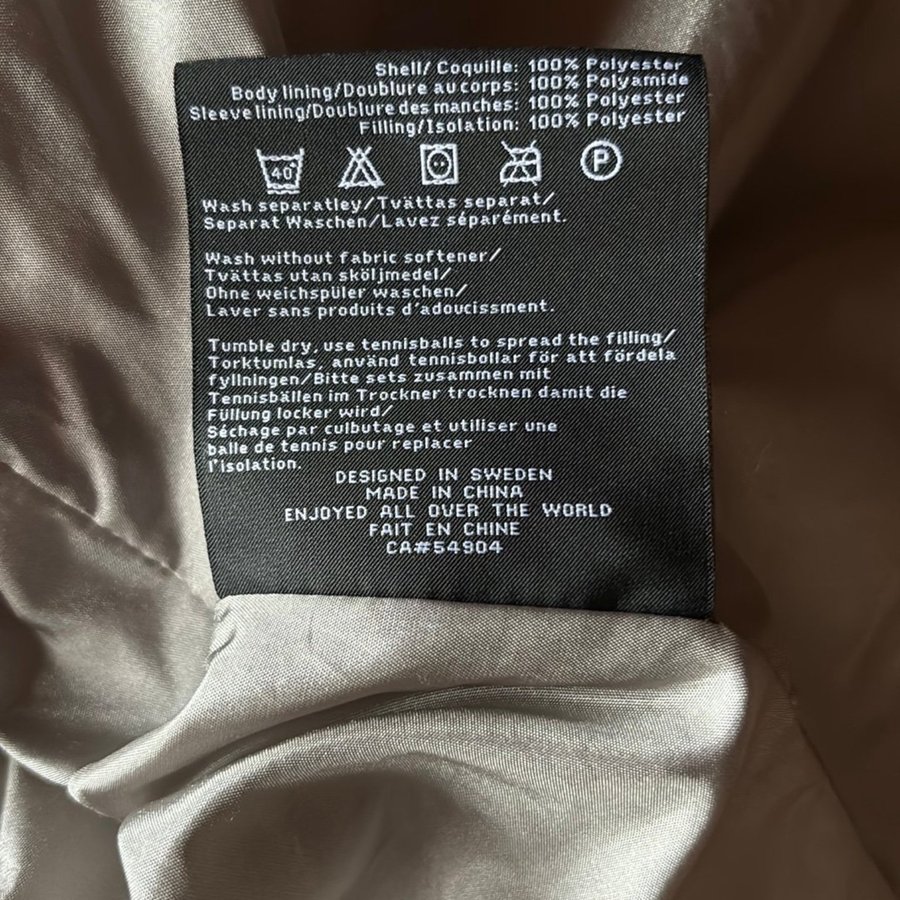 Shell/ Coquille: 100% Polyester
Body lining/Doublure au corps: 100% Polyamide
Sleeve lining/Doublure des manches: 100% Polyester
Filling/Isolation: 100% Polyester
40 P
Wash separatley/Tvättas separat/
Separat Waschen/Lavez séparément.
Wash without fabric softener/
Tvättas utan sköljmedel/
Ohne weichspüler waschen/
Laver sans produits d'adoucissment.
Tumble dry, use tennisballs to spread the filling/
Torktumlas, använd tennisbollar för att fördela
fyllningen/Bitte sets zusammen mit
Tennisbällen im Trockner trocknen damit die
Füllung locker wird/
Séchage par culbutage et utiliser une
balle de tennis pour replacer
l'isolation.
DESIGNED IN SWEDEN
MADE IN CHINA
ENJOYED ALL OVER THE WORLD
FAIT EN CHINE
CA#54904